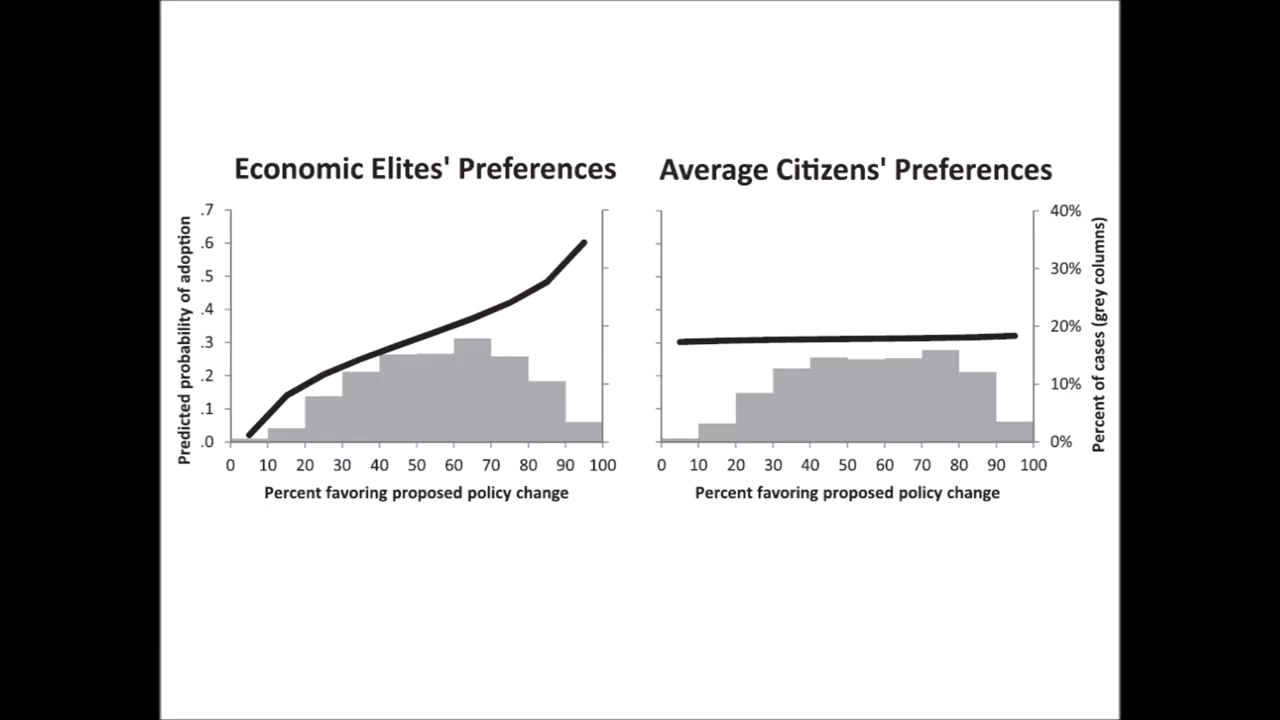 Economic Elites' Preferences
Predicted probability of adoption
.7
.6
.5
.4
.3
.2
.1
.0
0 10 20 30 40 50 60 70 80 90 100
Percent favoring proposed policy change
Average Citizens' Preferences
40%
30%
20%
10%
0%
Percent of cases (grey columns)
0 10 20 30 40 50 60 70 80 90 100
Percent favoring proposed policy change